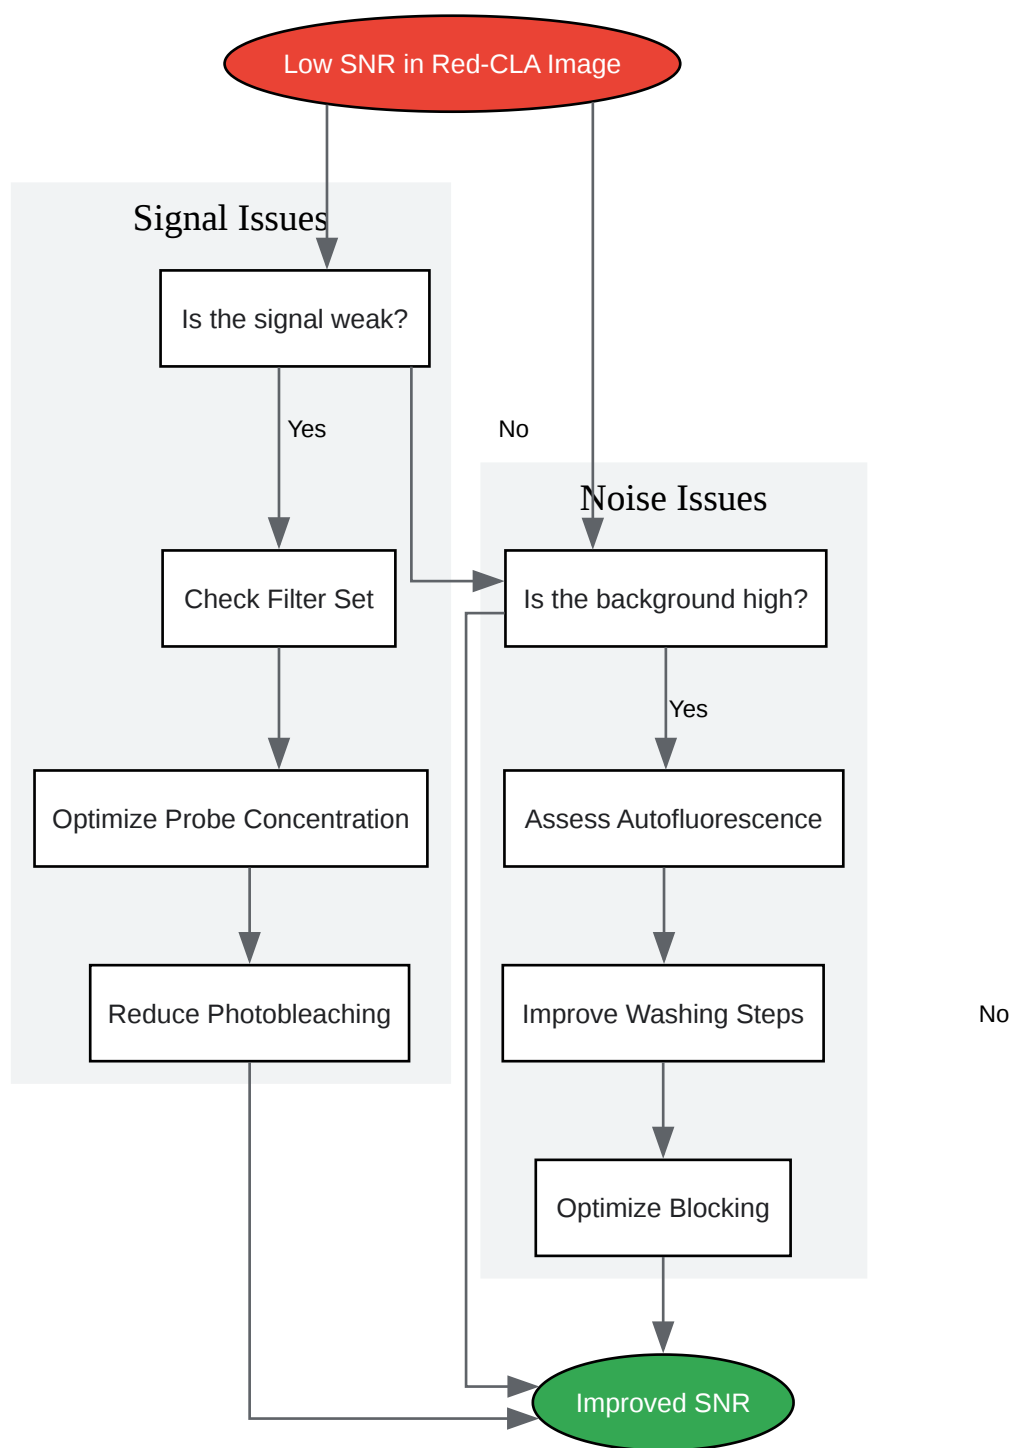 Low SNR in Red-CLA Image
Signal Issues
Is the signal weak?
Yes
No
Noise Issues
Check Filter Set
Is the background high?
Yes
Optimize Probe Concentration
Assess Autofluorescence
Reduce Photobleaching
Improve Washing Steps
No
Optimize Blocking
Improved SNR